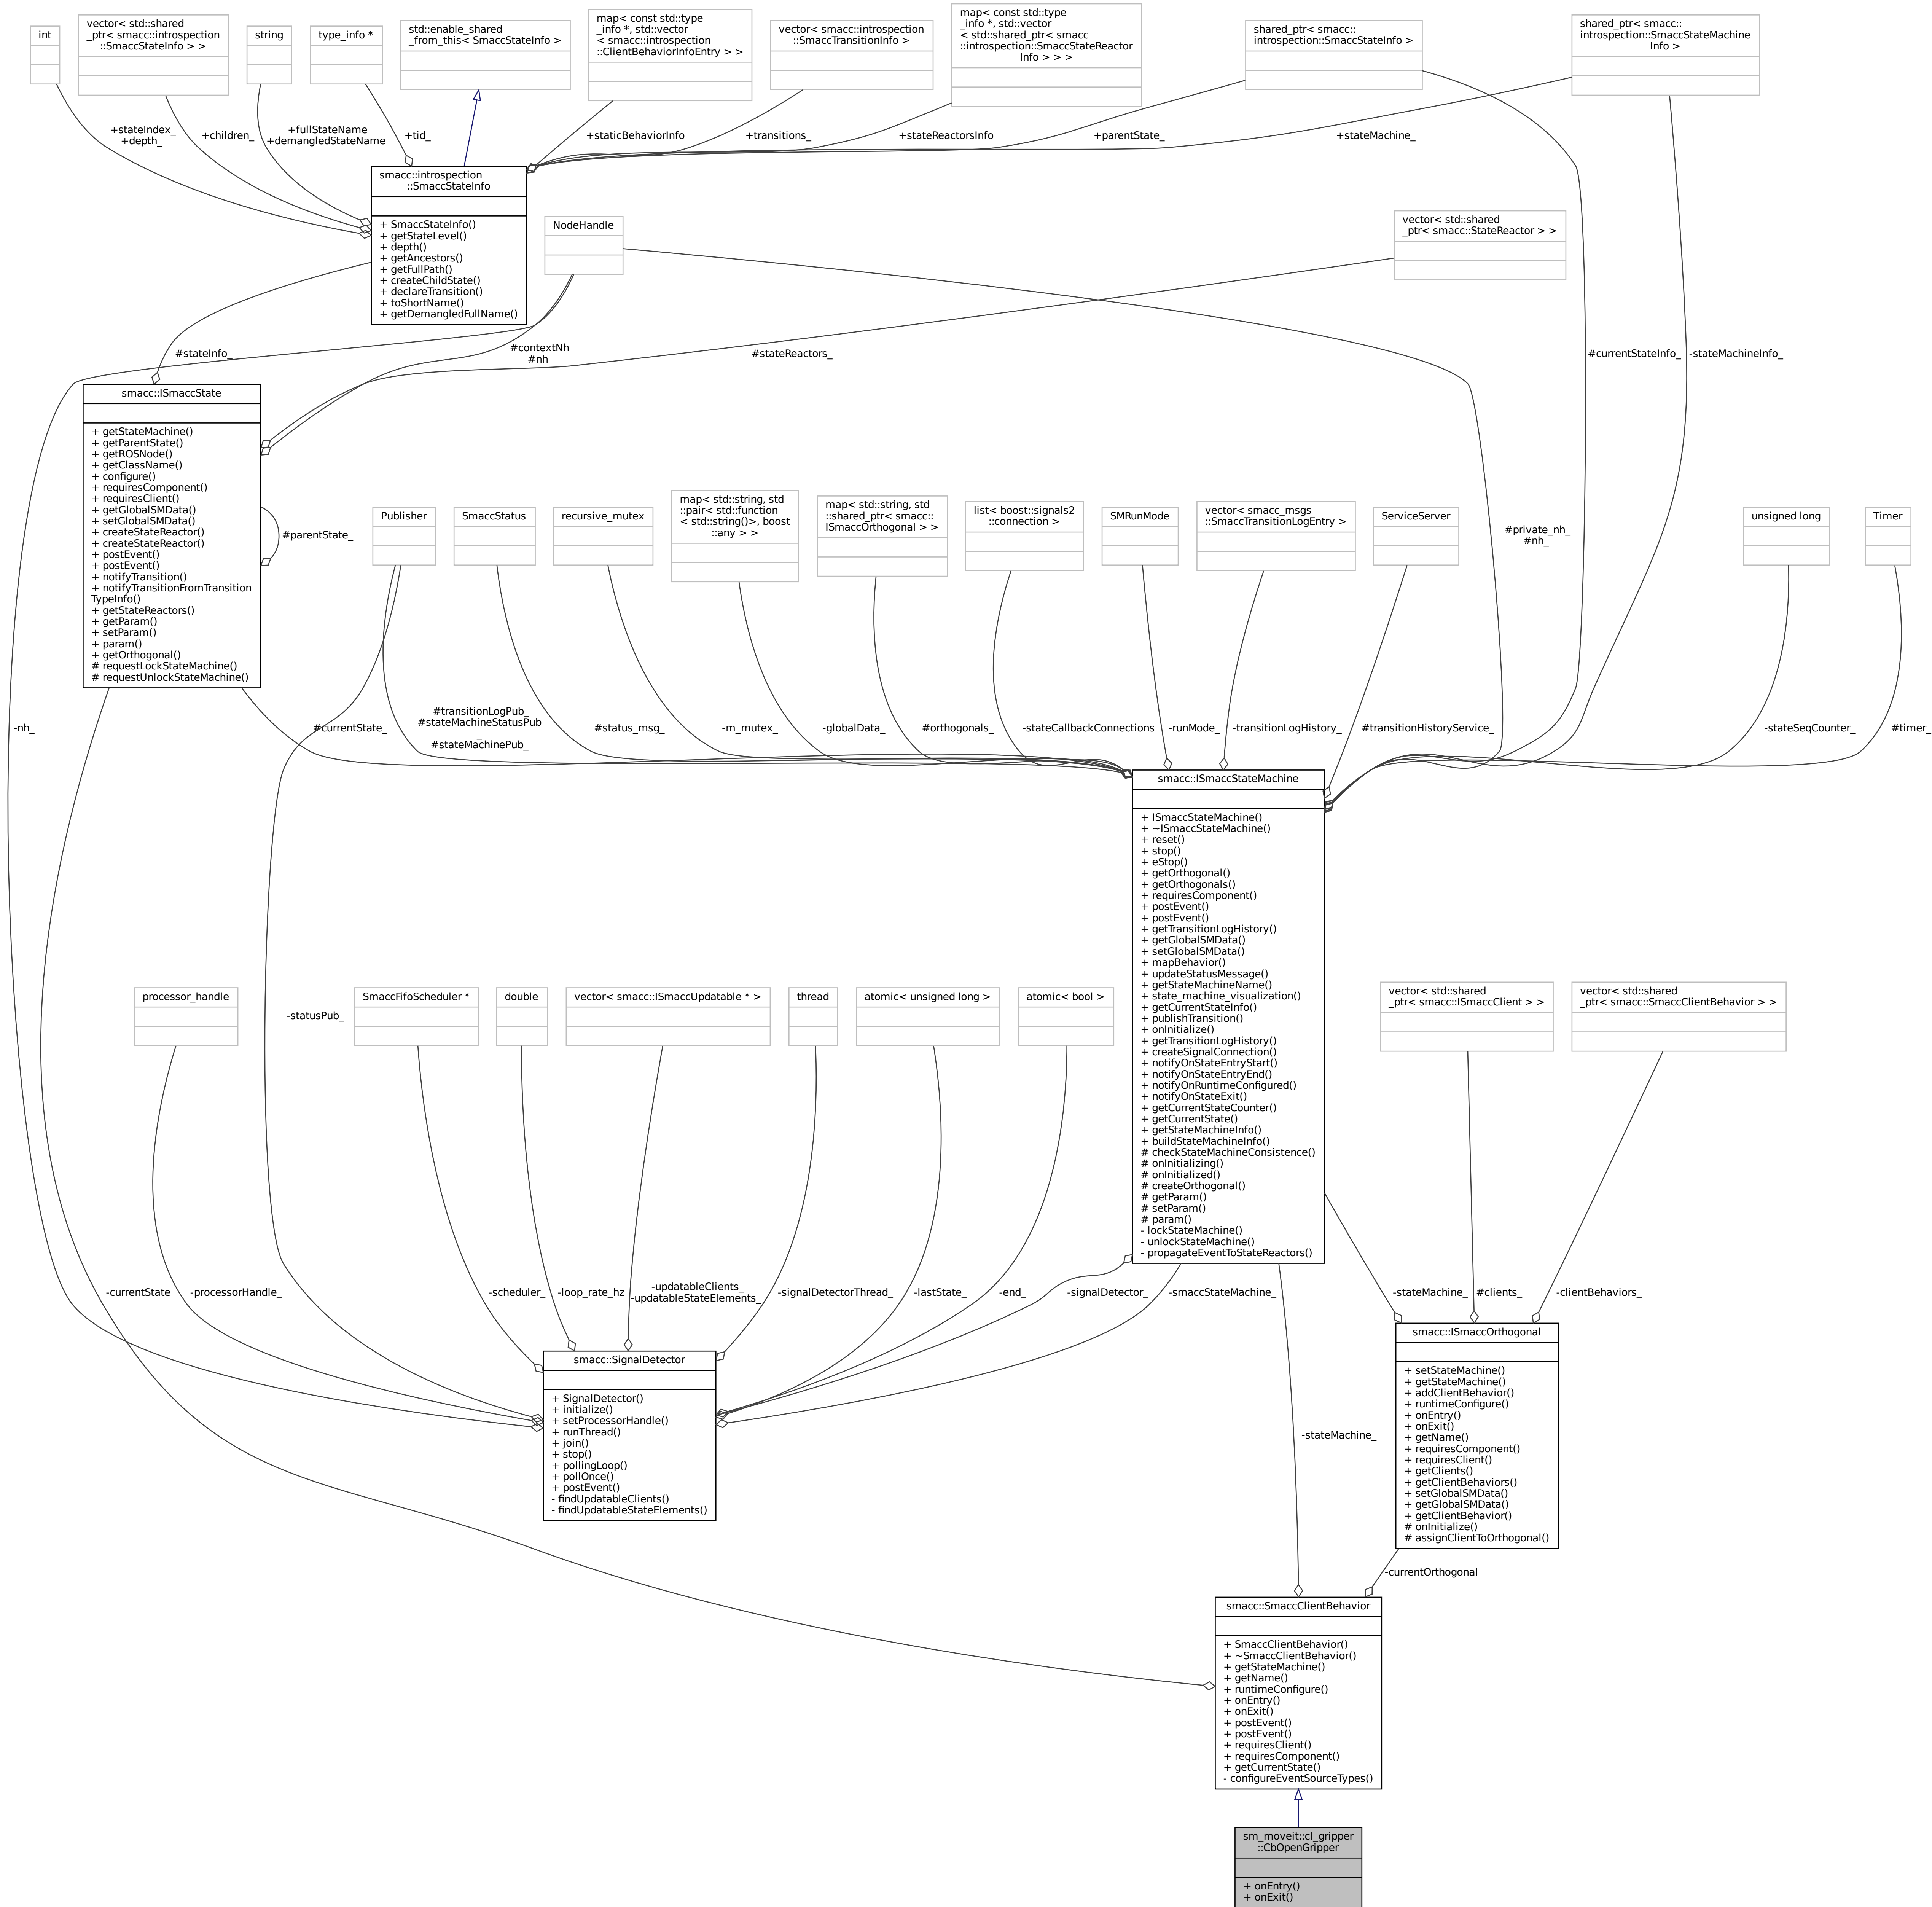 int
vector< std::shared
_ptr< smacc::introspection
::SmaccStateInfo > >
string
type_info *
std::enable_shared
_from_this< SmaccStateInfo >
map< const std::type
_info *, std::vector
< smacc::introspection
::ClientBehaviorInfoEntry > >
vector< smacc::introspection
::SmaccTransitionInfo >
map< const std::type
_info *, std::vector
< std::shared_ptr< smacc
::introspection::SmaccStateReactor
Info > > >
shared_ptr< smacc::
introspection::SmaccStateInfo >
shared_ptr< smacc::
introspection::SmaccStateMachine
Info >
+stateIndex_
+depth_
+children_
+fullStateName
+demangledStateName
+tid_
+staticBehaviorInfo
+transitions_
+stateReactorsInfo
+parentState_
+stateMachine_
smacc::introspection
::SmaccStateInfo
+ SmaccStateInfo()
+ getStateLevel()
+ depth()
+ getAncestors()
+ getFullPath()
+ createChildState()
+ declareTransition()
+ toShortName()
+ getDemangledFullName()
NodeHandle
vector< std::shared
_ptr< smacc::StateReactor > >
#stateInfo_
#contextNh
#nh
#stateReactors_
#currentStateInfo_
-stateMachineInfo_
smacc::ISmaccState
+ getStateMachine()
+ getParentState()
+ getROSNode()
+ getClassName()
+ configure()
+ requiresComponent()
+ requiresClient()
+ getGlobalSMData()
+ setGlobalSMData()
+ createStateReactor()
+ createStateReactor()
+ postEvent()
+ postEvent()
+ notifyTransition()
+ notifyTransitionFromTransition
TypeInfo()
+ getStateReactors()
+ getParam()
+ setParam()
+ param()
+ getOrthogonal()
# requestLockStateMachine()
# requestUnlockStateMachine()
#parentState_
Publisher
SmaccStatus
recursive_mutex
map< std::string, std
::pair< std::function
< std::string()>, boost
::any > >
map< std::string, std
::shared_ptr< smacc::
ISmaccOrthogonal > >
list< boost::signals2
::connection >
SMRunMode
vector< smacc_msgs
::SmaccTransitionLogEntry >
ServiceServer
#private_nh_
#nh_
unsigned long
Timer
-nh_
#currentState_
#transitionLogPub_
#stateMachineStatusPub
_
#stateMachinePub_
#status_msg_
-m_mutex_
-globalData_
#orthogonals_
-stateCallbackConnections
-runMode_
-transitionLogHistory_
#transitionHistoryService_
-stateSeqCounter_
#timer_
smacc::ISmaccStateMachine
+ ISmaccStateMachine()
+ ~ISmaccStateMachine()
+ reset()
+ stop()
+ eStop()
+ getOrthogonal()
+ getOrthogonals()
+ requiresComponent()
+ postEvent()
+ postEvent()
+ getTransitionLogHistory()
+ getGlobalSMData()
+ setGlobalSMData()
+ mapBehavior()
+ updateStatusMessage()
+ getStateMachineName()
+ state_machine_visualization()
+ getCurrentStateInfo()
+ publishTransition()
+ onInitialize()
+ getTransitionLogHistory()
+ createSignalConnection()
+ notifyOnStateEntryStart()
+ notifyOnStateEntryEnd()
+ notifyOnRuntimeConfigured()
+ notifyOnStateExit()
+ getCurrentStateCounter()
+ getCurrentState()
+ getStateMachineInfo()
+ buildStateMachineInfo()
# checkStateMachineConsistence()
# onInitializing()
# onInitialized()
# createOrthogonal()
# getParam()
# setParam()
# param()
- lockStateMachine()
- unlockStateMachine()
- propagateEventToStateReactors()
processor_handle
-statusPub_
SmaccFifoScheduler *
double
vector< smacc::ISmaccUpdatable * >
thread
atomic< unsigned long >
atomic< bool >
vector< std::shared
_ptr< smacc::ISmaccClient > >
vector< std::shared
_ptr< smacc::SmaccClientBehavior > >
-currentState
-processorHandle_
-scheduler_
-loop_rate_hz
-updatableClients_
-updatableStateElements_
-signalDetectorThread_
-lastState_
-end_
-signalDetector_
-smaccStateMachine_
-stateMachine_
#clients_
-clientBehaviors_
smacc::SignalDetector
+ SignalDetector()
+ initialize()
+ setProcessorHandle()
+ runThread()
+ join()
+ stop()
+ pollingLoop()
+ pollOnce()
+ postEvent()
- findUpdatableClients()
- findUpdatableStateElements()
-stateMachine_
smacc::ISmaccOrthogonal
+ setStateMachine()
+ getStateMachine()
+ addClientBehavior()
+ runtimeConfigure()
+ onEntry()
+ onExit()
+ getName()
+ requiresComponent()
+ requiresClient()
+ getClients()
+ getClientBehaviors()
+ setGlobalSMData()
+ getGlobalSMData()
+ getClientBehavior()
# onInitialize()
# assignClientToOrthogonal()
-currentOrthogonal
smacc::SmaccClientBehavior
+ SmaccClientBehavior()
+ ~SmaccClientBehavior()
+ getStateMachine()
+ getName()
+ runtimeConfigure()
+ onEntry()
+ onExit()
+ postEvent()
+ postEvent()
+ requiresClient()
+ requiresComponent()
+ getCurrentState()
- configureEventSourceTypes()
sm_moveit::cl_gripper
::CbOpenGripper
+ onEntry()
+ onExit()